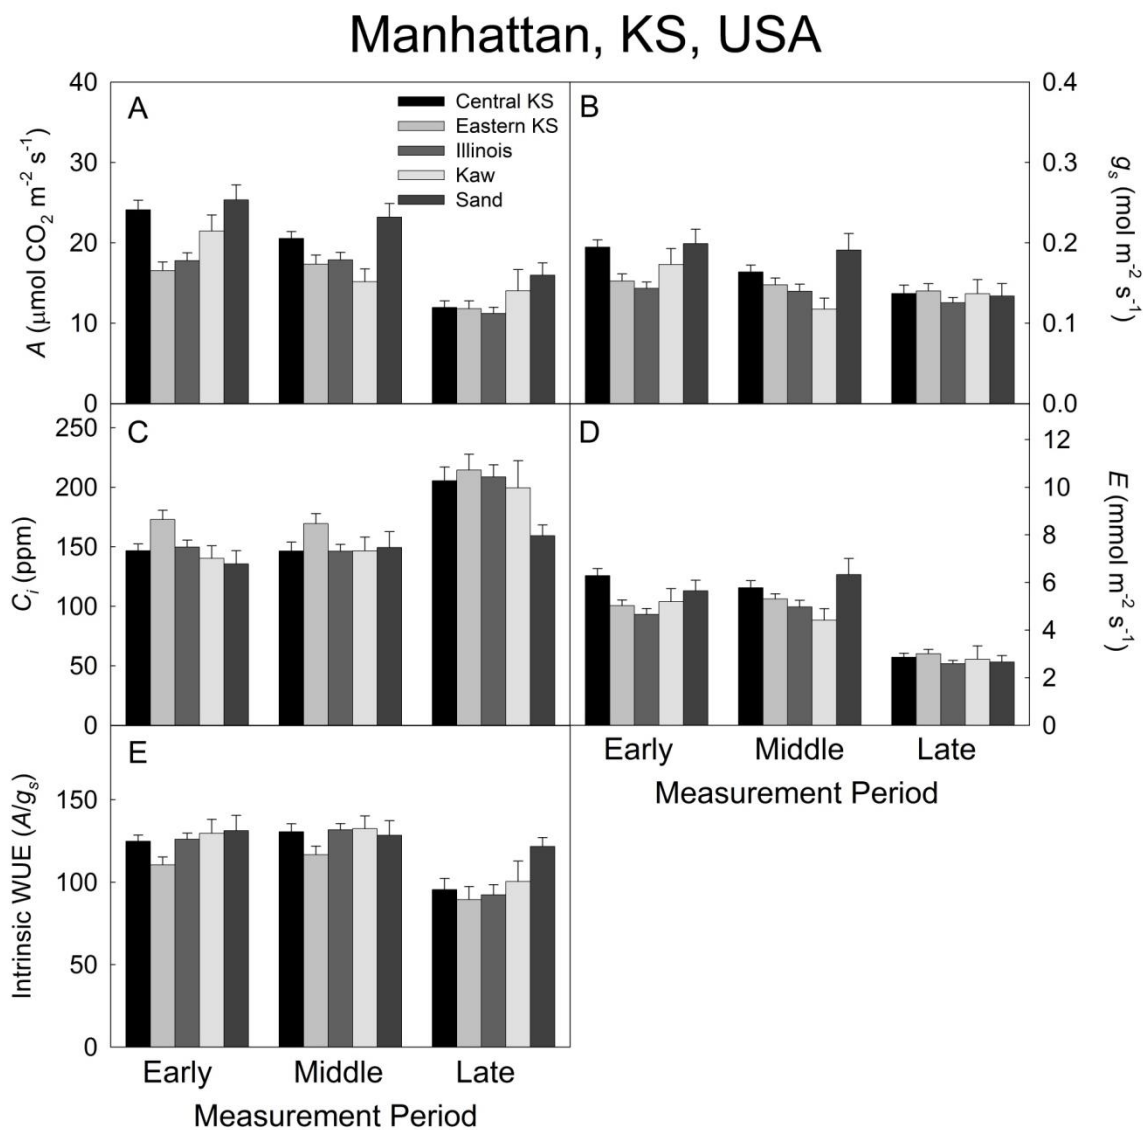 Manhattan, KS, USA
A
Central KS
Eastern KS
Illinois
Kaw
Sand
40
30
20
10
0
A (μmol CO2 m-2 s-1)
B
0.4
0.3
0.2
0.1
0.0
gs (mol m-2 s-1)
C
250
200
150
100
50
0
Ci (ppm)
D
12
10
8
6
4
2
0
E (mmol m-2 s-1)
Early Middle Late
Measurement Period
E
150
100
50
0
Intrinsic WUE (A/gs)
Early Middle Late
Measurement Period